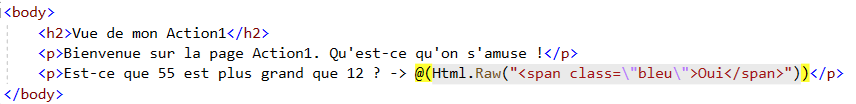 <body>
<h2>Vue de mon Action1</h2>
<p>Bienvenue sur la page Action1. Qu'est-ce qu'on s'amuse !</p>
<p>Est-ce que 55 est plus grand que 12 ? -> @(Html.Raw("<span class=\"bleu\">Oui</span>"))</p>
</body>